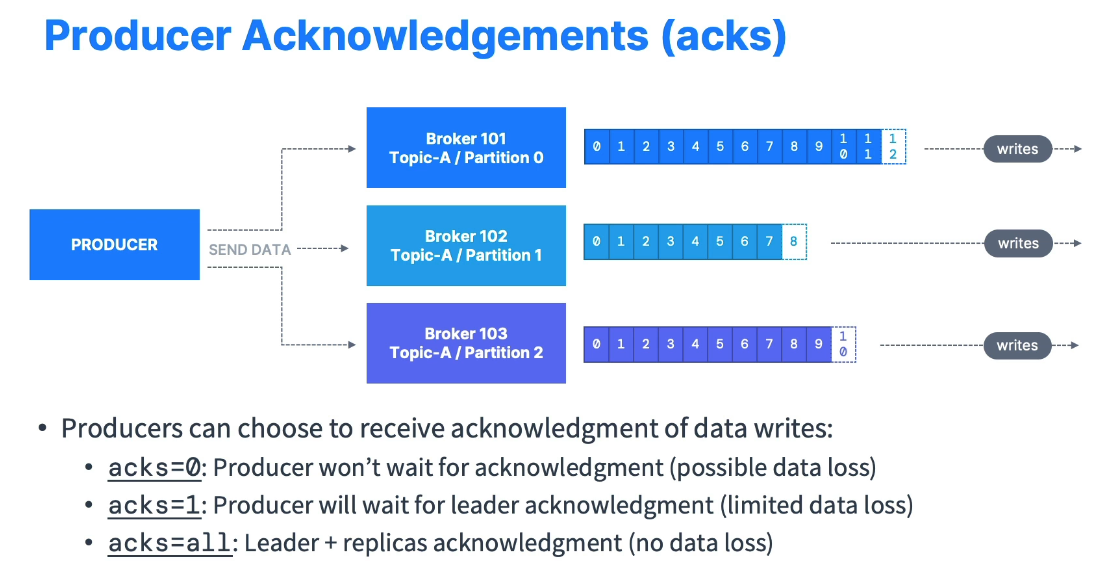 Producer Acknowledgements (acks)
Broker 101
Topic-A / Partition 0
0 1 2 3 4 5 6 7 8 9 10 11 12
writes
PRODUCER
SEND DATA
Broker 102
Topic-A / Partition 1
0 1 2 3 4 5 6 7 8
writes
Broker 103
Topic-A / Partition 2
0 1 2 3 4 5 6 7 8 9 10
writes
• Producers can choose to receive acknowledgment of data writes:
• acks=0: Producer won’t wait for acknowledgment (possible data loss)
• acks=1: Producer will wait for leader acknowledgment (limited data loss)
• acks=all: Leader + replicas acknowledgment (no data loss)